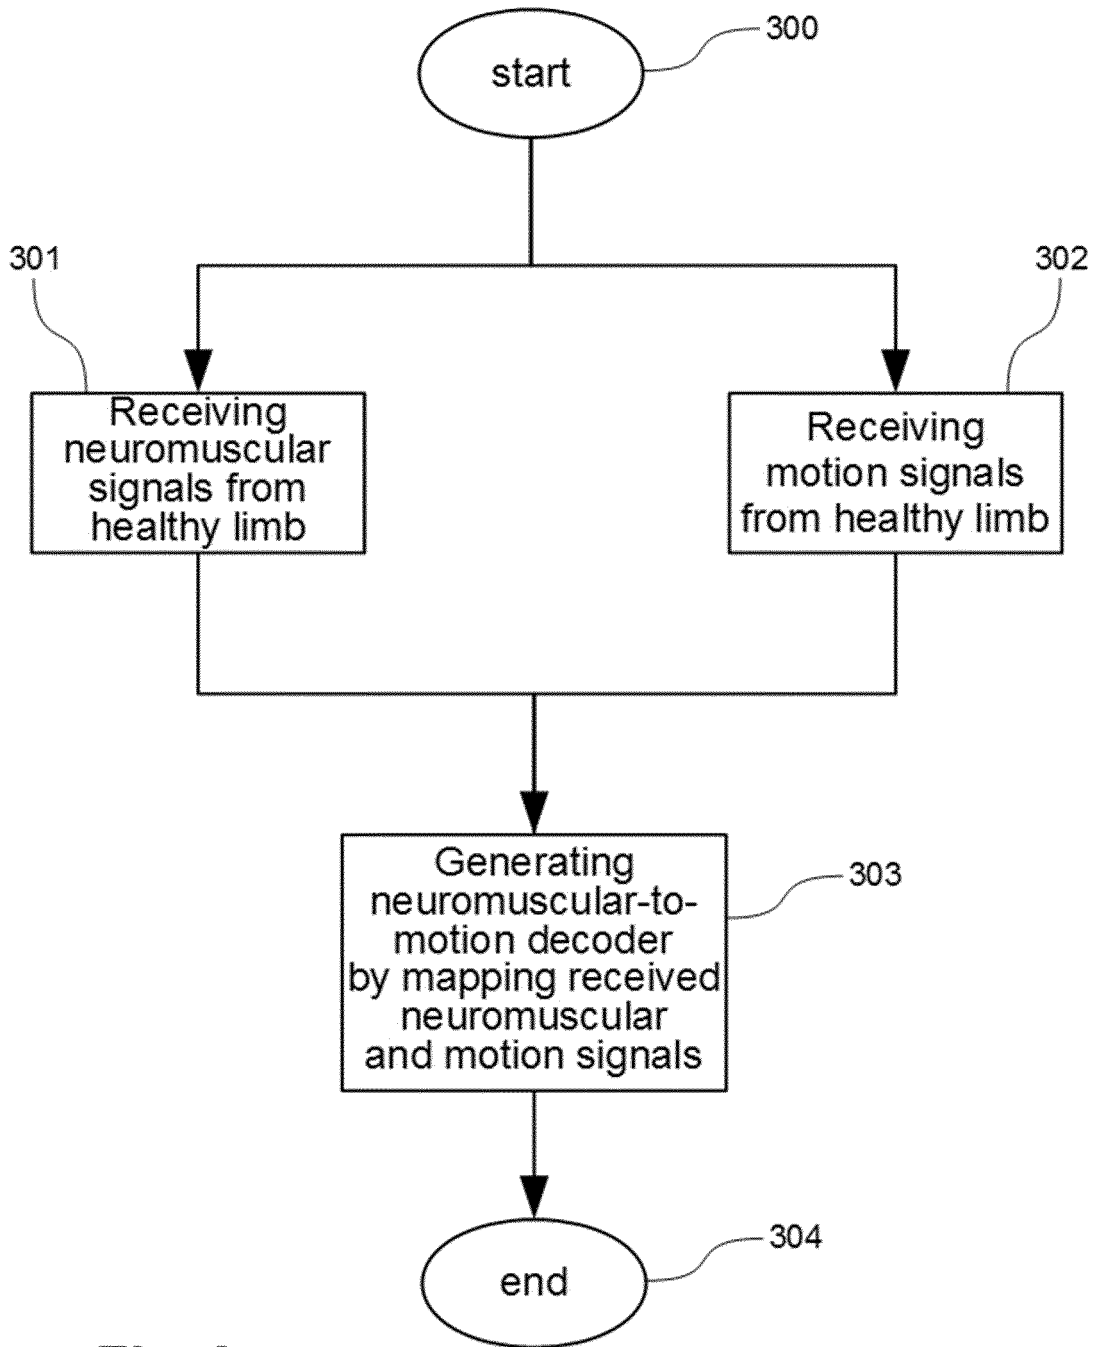 300
start
301
302
Receiving
neuromuscular
signals from
healthy limb
Receiving
motion signals
from healthy limb
Generating
neuromuscular-to-
motion decoder
by mapping received
neuromuscular
and motion signals
303
304
end